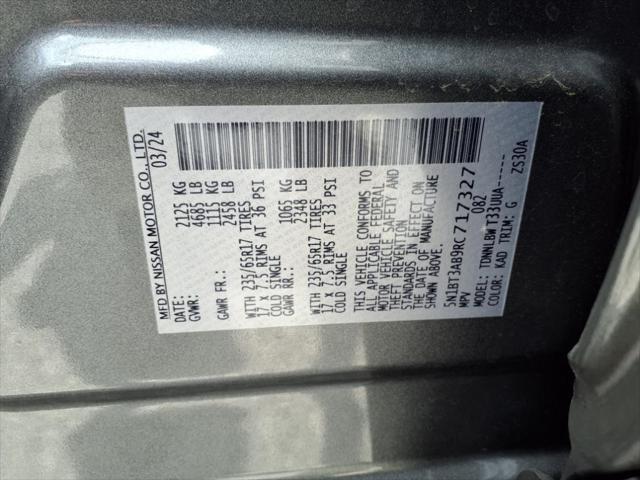 MFD BY NISSAN MOTOR CO., LTD.
DATE: 03/24
GVWR: 2125 KG
4685 LB
GAWR FR.: 1115 KG
2458 LB
WITH 235/65R17 TIRES
17 X 7.5 RIMS AT 36 PSI
COLD SINGLE
GAWR RR.: 1065 KG
2348 LB
WITH 235/65R17 TIRES
17 X 7.5 RIMS AT 33 PSI
COLD SINGLE
THIS VEHICLE CONFORMS TO
ALL APPLICABLE FEDERAL
MOTOR VEHICLE SAFETY AND
THEFT PREVENTION
STANDARDS IN EFFECT ON
THE DATE OF MANUFACTURE
SHOWN ABOVE.
5N1BT3AB9RC717327
MPV 082
MODEL: TDNNLBWT33UUA------
COLOR: KAD TRIM: G ZS30A